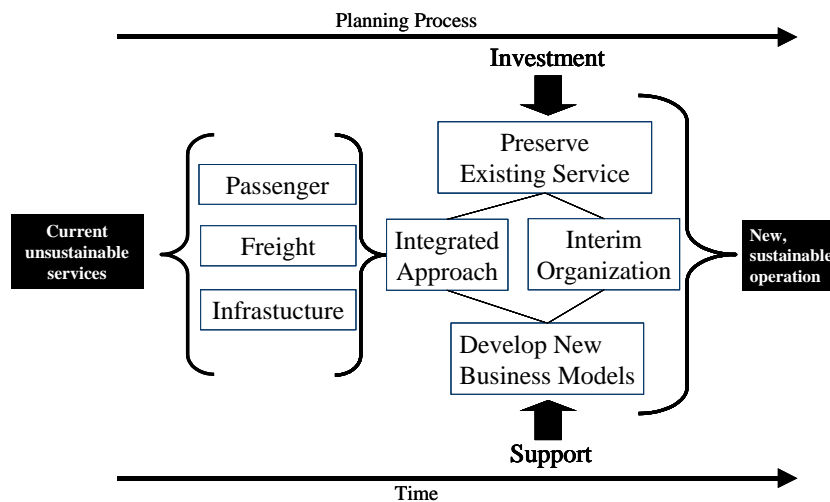 Planning Process
Investment
Preserve
Existing Service
Passenger
Current
unsustainable
services
Freight
Integrated
Approach
Interim
Organization
New,
sustainable
operation
Infrastucture
Develop New
Business Models
Support
Time